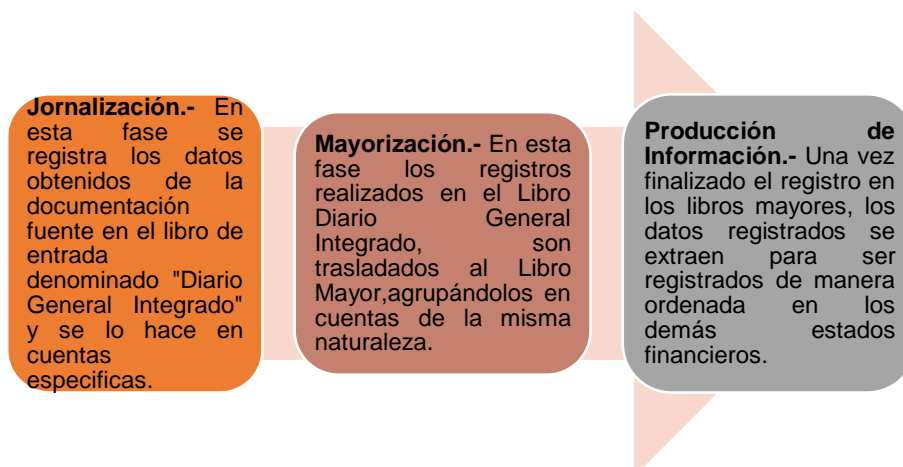 Jornalización.- En
esta fase se
registra los datos
obtenidos de la
documentación
fuente en el libro de
entrada
denominado "Diario
General Integrado"
y se lo hace en
cuentas
especificas.
Mayorización.- En esta
fase los registros
realizados en el Libro
Diario General
Integrado, son
trasladados al Libro
Mayor,agrupándolos en
cuentas de la misma
naturaleza.
Producción de
Información.- Una vez
finalizado el registro en
los libros mayores, los
datos registrados se
extraen para ser
registrados de manera
ordenada en los
demás estados
financieros.